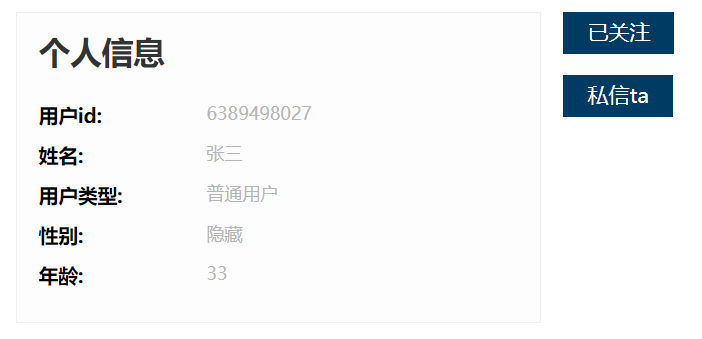 个人信息
用户id: 6389498027
姓名: 张三
用户类型: 普通用户
性别: 隐藏
年龄: 33
已关注
私信ta